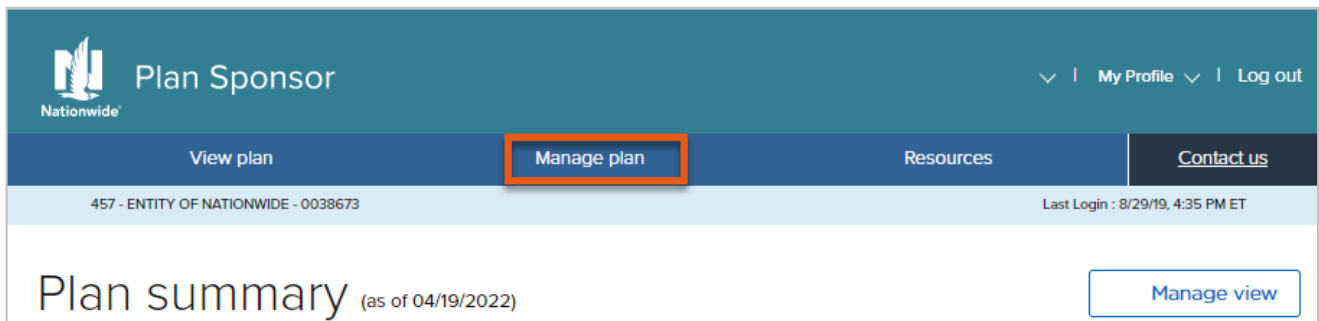 Plan Sponsor
Nationwide®
My Profile | Log out
View plan
Manage plan
Resources
Contact us
457 - ENTITY OF NATIONWIDE - 0038673
Last Login : 8/29/19, 4:35 PM ET
Plan summary (as of 04/19/2022)
Manage view